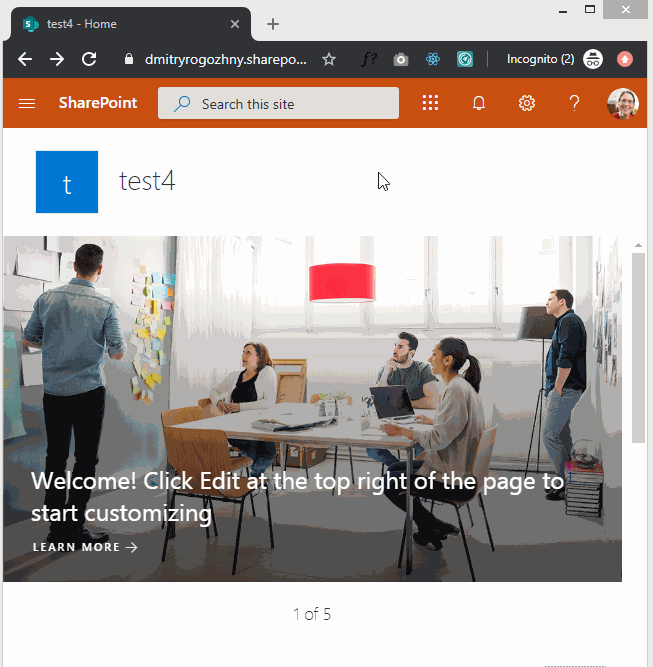 S test4 - Home
dmitryrogozhny.sharepo... f? Incognito (2)
SharePoint Search this site ?
t test4
Welcome! Click Edit at the top right of the page to
start customizing
LEARN MORE →
1 of 5